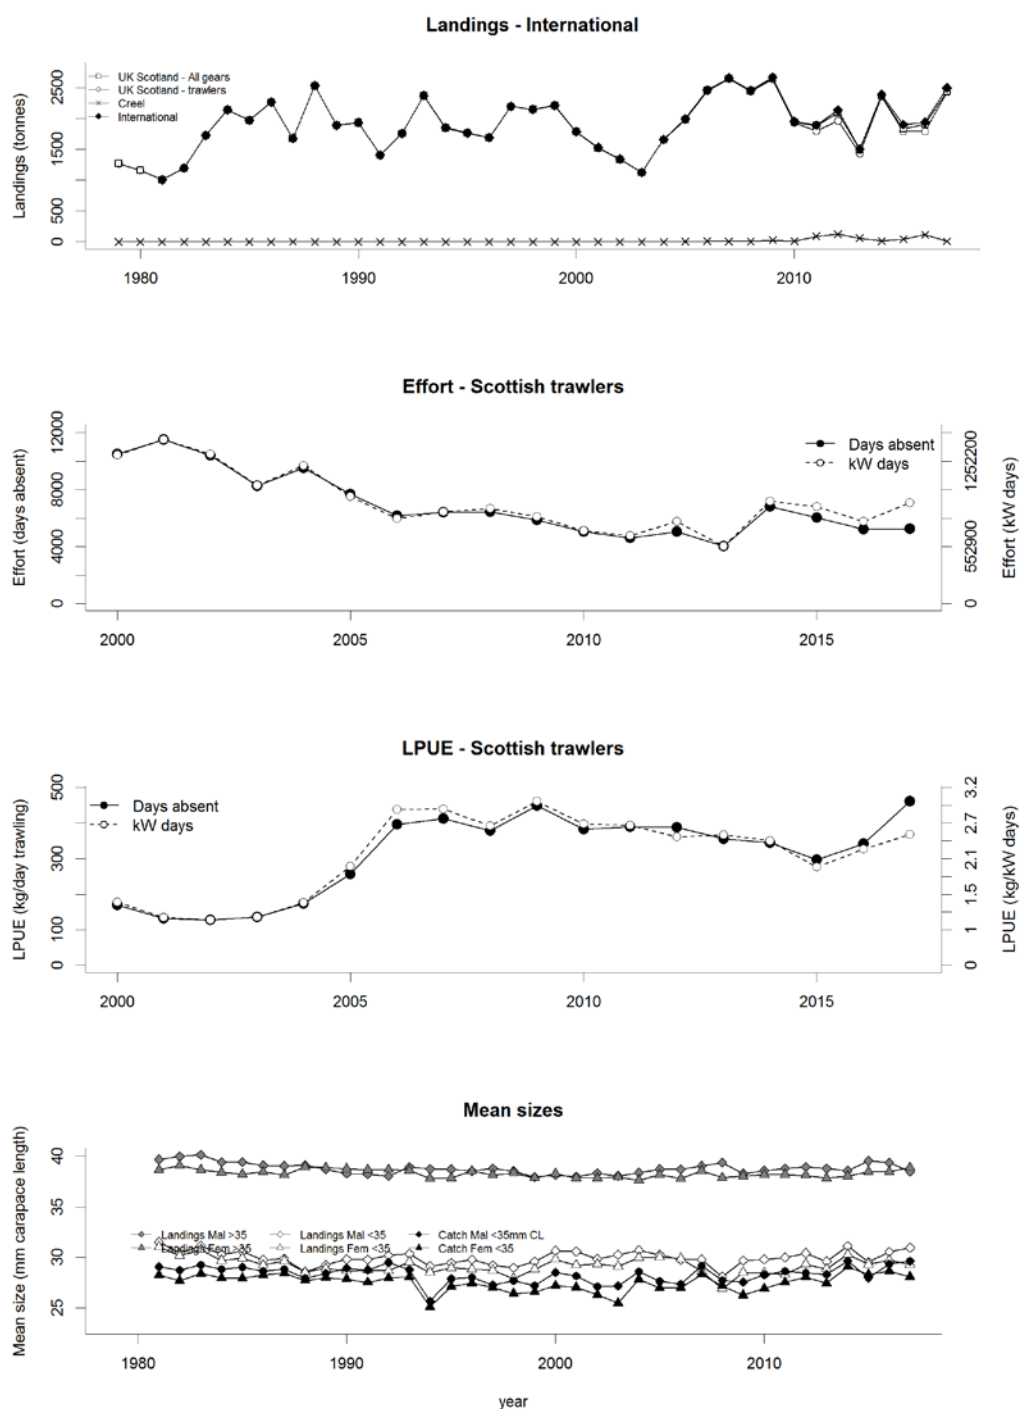 Landings - International
Landings (tonnes)
0 500 1500 2500
UK Scotland - All gears
UK Scotland - trawlers
Creel
International
1980 1990 2000 2010
Effort - Scottish trawlers
Effort (days absent)
0 4000 8000 12000
Days absent
kW days
Effort (kW days)
0 552900 1252200
2000 2005 2010 2015
LPUE - Scottish trawlers
LPUE (kg/day trawling)
0 100 300 500
Days absent
kW days
LPUE (kg/kW days)
0 1 1.5 2.1 2.7 3.2
2000 2005 2010 2015
Mean sizes
Mean size (mm carapace length)
25 30 35 40
Landings Mal >35 Landings Mal <35 Catch Mal <35mm CL
Landings Fem >35 Landings Fem <35 Catch Fem <35
1980 1990 2000 2010
year